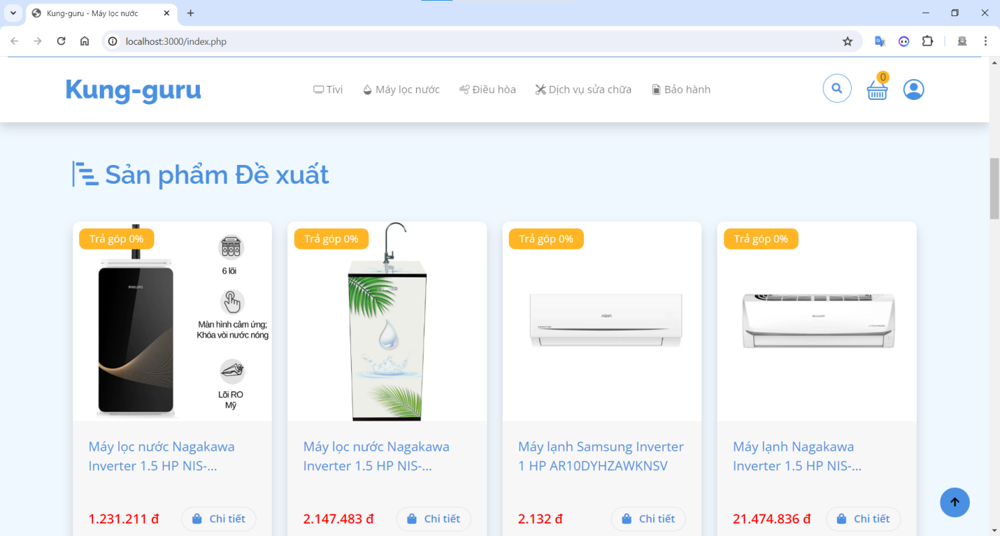 Kung-guru - Máy lọc nước
localhost:3000/index.php
Kung-guru
Tivi
Máy lọc nước
Điều hòa
Dịch vụ sửa chữa
Bảo hành
0
Sản phẩm Đề xuất
Trả góp 0%
PHILIPS
6 lõi
Màn hình cảm ứng;
Khóa vòi nước nóng
Lõi RO
Mỹ
Máy lọc nước Nagakawa
Inverter 1.5 HP NIS-...
1.231.211 đ
Chi tiết
Trả góp 0%
Máy lọc nước Nagakawa
Inverter 1.5 HP NIS-...
2.147.483 đ
Chi tiết
Trả góp 0%
AQUA
Máy lạnh Samsung Inverter
1 HP AR10DYHZAWKNSV
2.132 đ
Chi tiết
Trả góp 0%
SHARP
Máy lạnh Nagakawa
Inverter 1.5 HP NIS-...
21.474.836 đ
Chi tiết